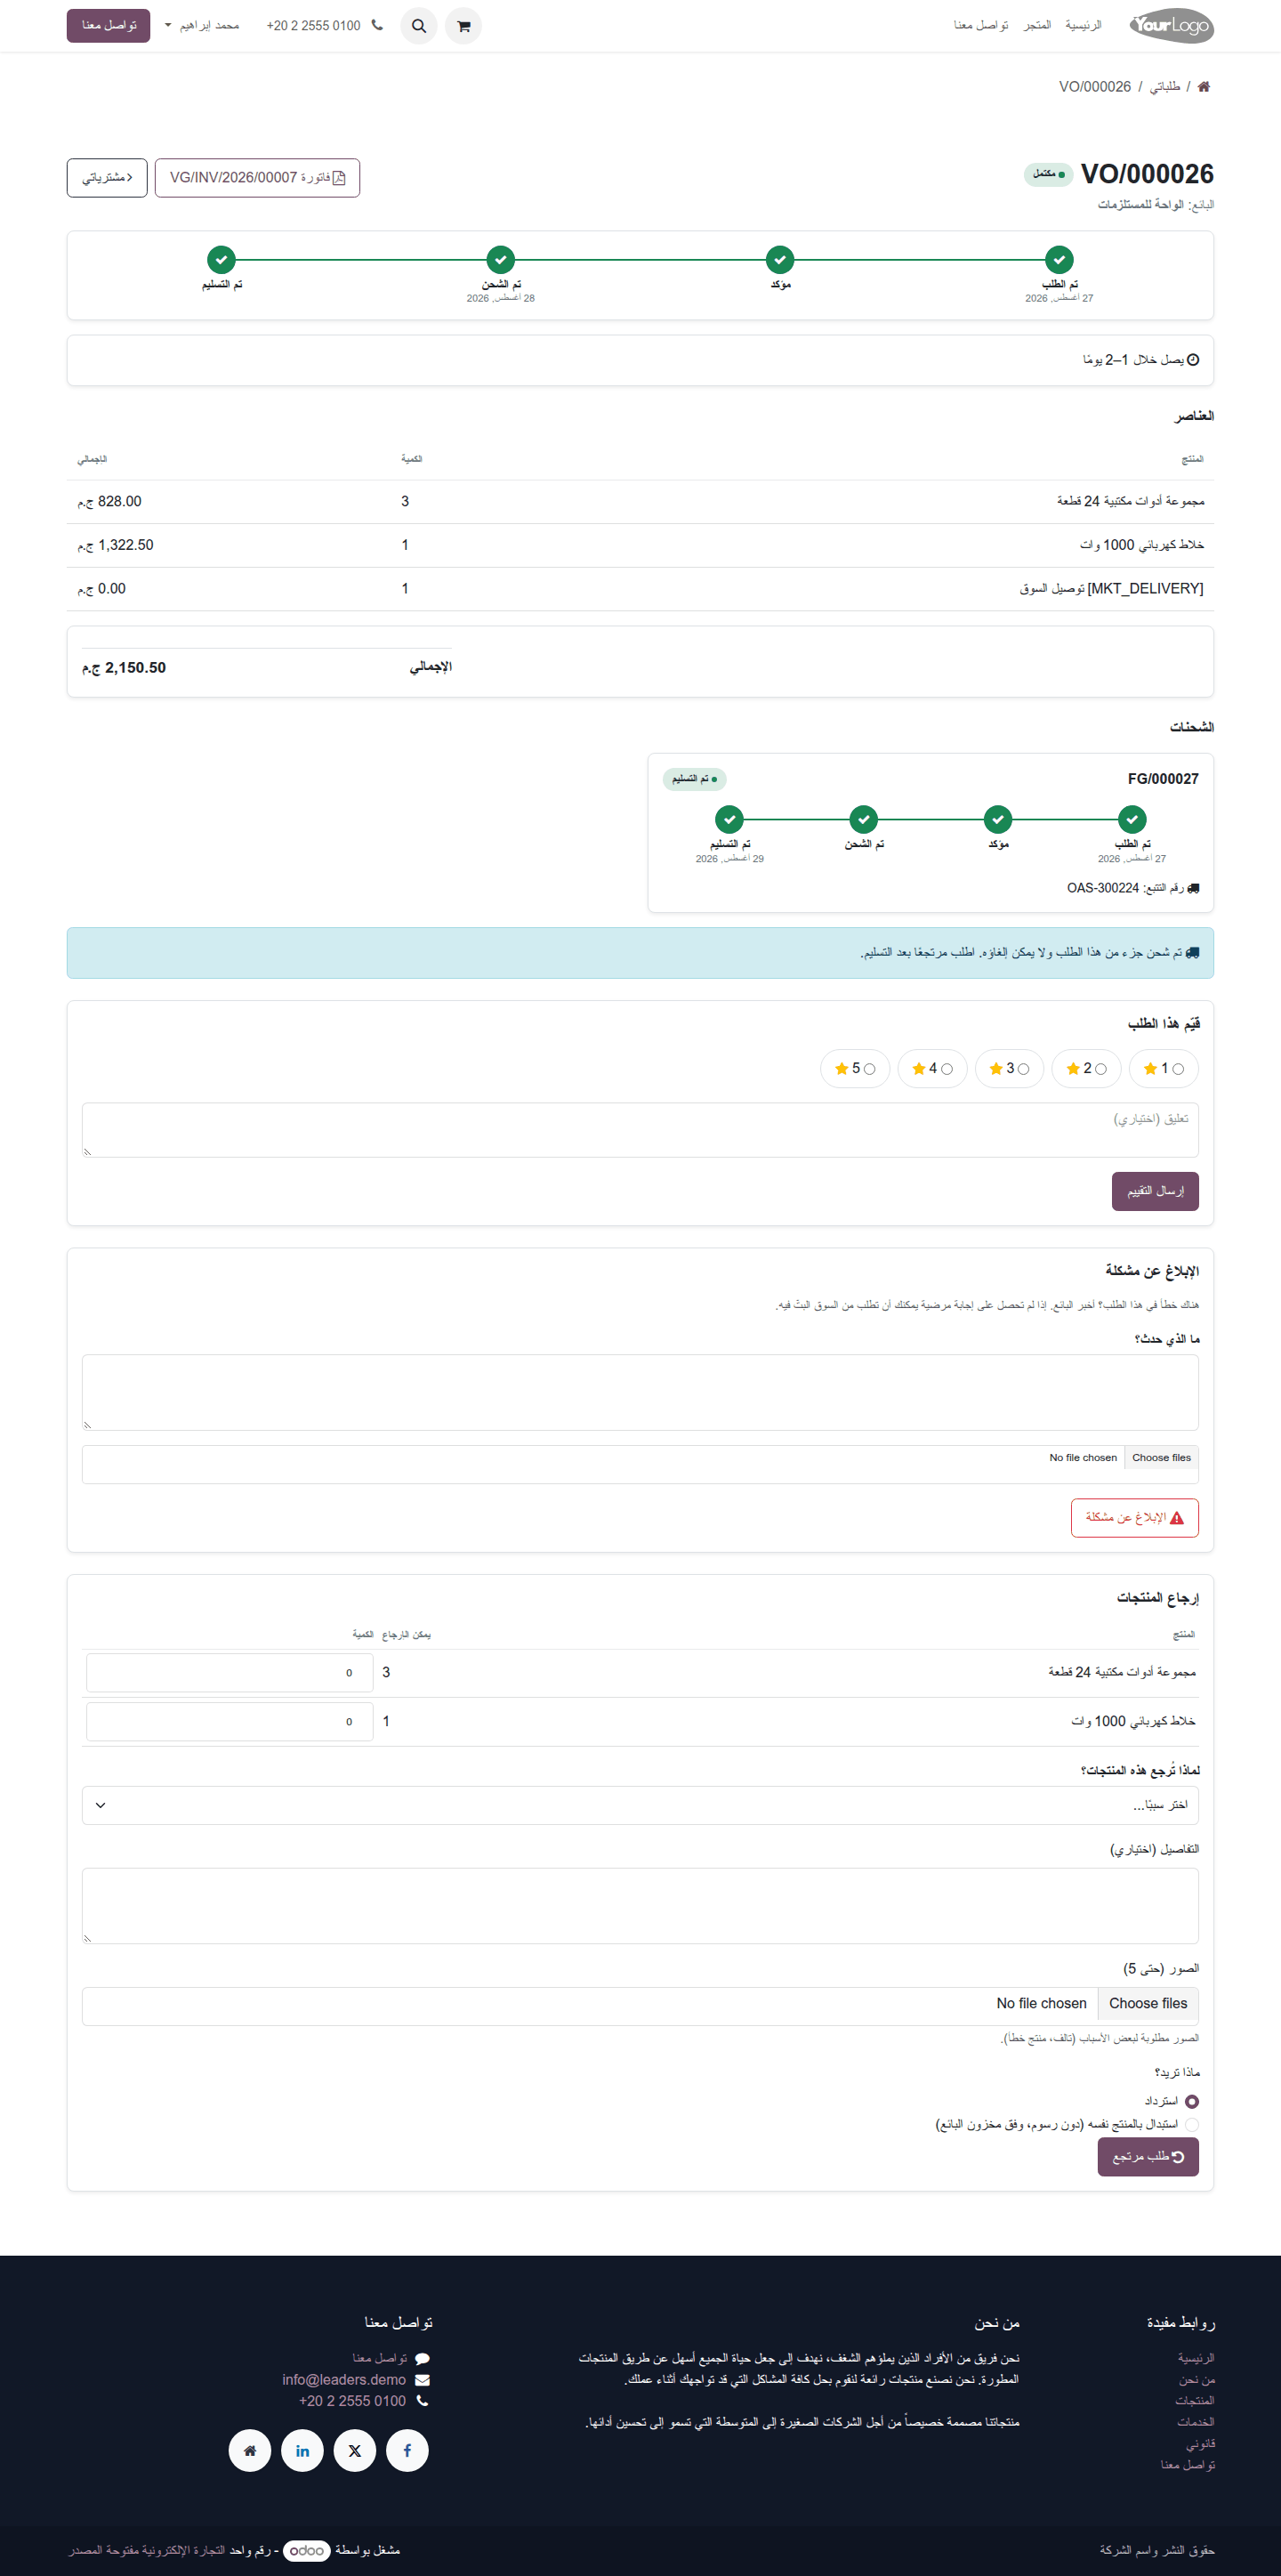 YourLogo
الرئيسية المتجر تواصل معنا
+20 2 2555 0100
محمد إبراهيم
تواصل معنا
/ طلباتي / VO/000026
VO/000026 مكتمل
فاتورة VG/INV/2026/00007
مشترياتي
البائع: الواحة للمستلزمات
تم الطلب مؤكد تم الشحن تم التسليم
27 أغسطس, 2026 28 أغسطس, 2026
يصل خلال 1–2 يومًا
العناصر
المنتج الكمية الإجمالي
مجموعة أدوات مكتبية 24 قطعة 3 828.00 ج.م
خلاط كهربائي 1000 وات 1 1,322.50 ج.م
[MKT_DELIVERY] توصيل السوق 1 0.00 ج.م
الإجمالي 2,150.50 ج.م
الشحنات
FG/000027 تم التسليم
تم الطلب مؤكد تم الشحن تم التسليم
27 أغسطس, 2026 29 أغسطس, 2026
رقم التتبع: OAS-300224
تم شحن جزء من هذا الطلب ولا يمكن إلغاؤه. اطلب مرتجعًا بعد التسليم.
قيّم هذا الطلب
1 2 3 4 5
تعليق (اختياري)
إرسال التقييم
الإبلاغ عن مشكلة
هناك خطأ في هذا الطلب؟ أخبر البائع. إذا لم تحصل على إجابة مرضية يمكنك أن تطلب من السوق البتّ فيه.
ما الذي حدث؟
Choose files No file chosen
الإبلاغ عن مشكلة
إرجاع المنتجات
المنتج يمكن الإرجاع الكمية
مجموعة أدوات مكتبية 24 قطعة 3 0
خلاط كهربائي 1000 وات 1 0
لماذا تُرجع هذه المنتجات؟
اختر سببًا...
التفاصيل (اختياري)
الصور (حتى 5)
Choose files No file chosen
الصور مطلوبة لبعض الأسباب (تالف، منتج خطأ).
ماذا تريد؟
استرداد
استبدال بالمنتج نفسه (دون رسوم، وفق مخزون البائع)
طلب مرتجع
روابط مفيدة
الرئيسية
من نحن
المنتجات
الخدمات
قانوني
تواصل معنا
من نحن
نحن فريق من الأفراد الذين يملؤهم الشغف، نهدف إلى جعل حياة الجميع أسهل عن طريق المنتجات
المطورة. نحن نصنع منتجات رائعة لنقوم بحل كافة المشاكل التي قد تواجهك أثناء عملك.
منتجاتنا مصممة خصيصاً من أجل الشركات الصغيرة إلى المتوسطة التي تسمو إلى تحسين أدائها.
تواصل معنا
تواصل معنا
info@leaders.demo
+20 2 2555 0100
حقوق النشر واسم الشركة
مشغل بواسطة odoo - رقم واحد التجارة الإلكترونية مفتوحة المصدر